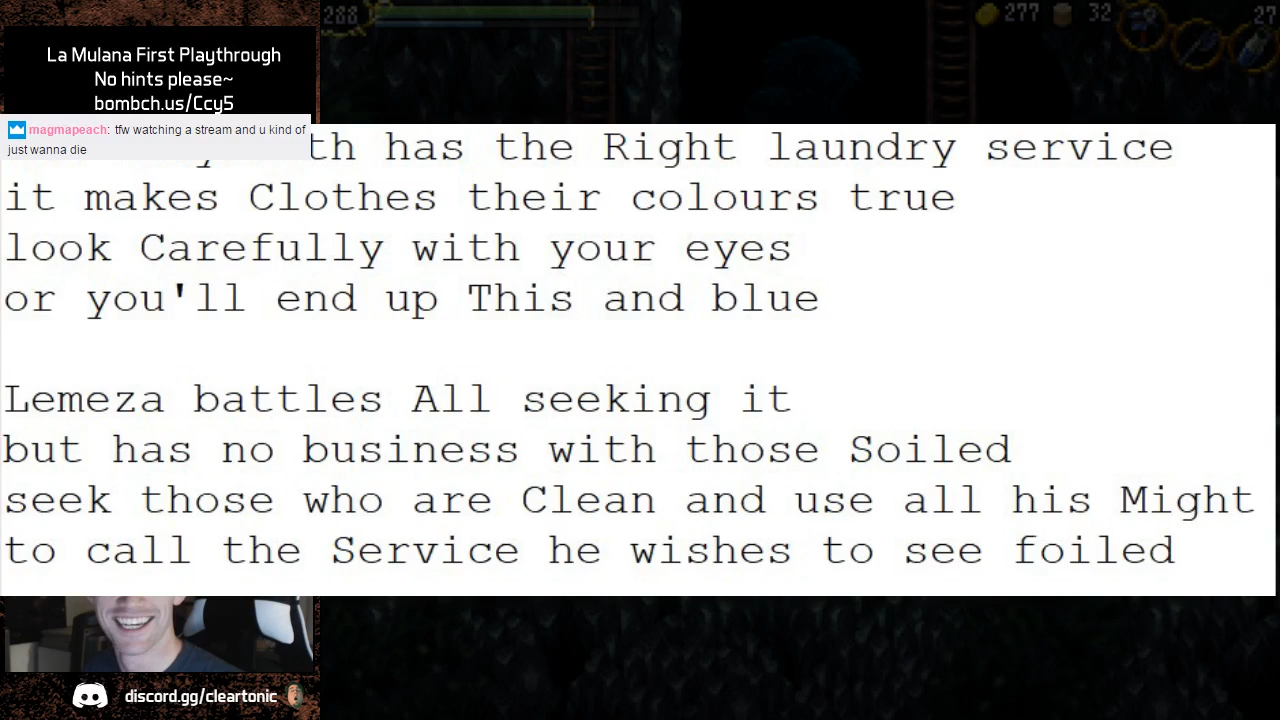 288
277
32
27
La Mulana First Playthrough
No hints please~
bombch.us/Ccy5
magmapeach: tfw watching a stream and u kind of
just wanna die
th has the Right laundry service
it makes Clothes their colours true
look Carefully with your eyes
or you'll end up This and blue
Lemeza battles All seeking it
but has no business with those Soiled
seek those who are Clean and use all his Might
to call the Service he wishes to see foiled
discord.gg/cleartonic